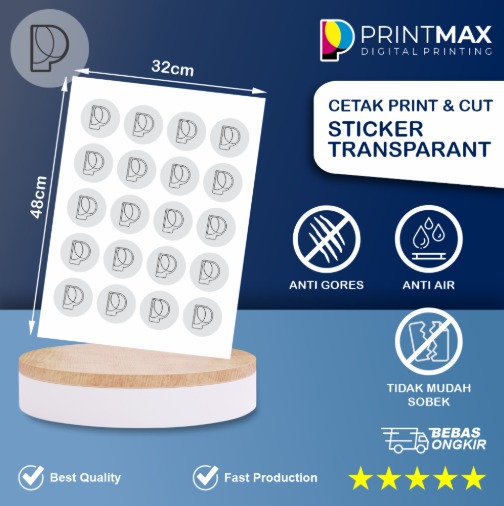 PRINTMAX
DIGITAL PRINTING
32cm
48cm
CETAK PRINT & CUT
STICKER
TRANSPARANT
ANTI GORES
ANTI AIR
TIDAK MUDAH
SOBEK
BEBAS
ONGKIR
Best Quality
Fast Production